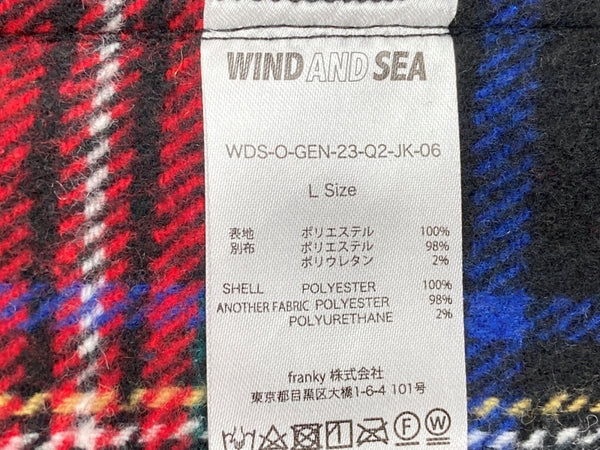 WIND AND SEA
WDS-O-GEN-23-Q2-JK-06
L Size
表地 ポリエステル 100%
別布 ポリエステル 98%
ポリウレタン 2%
SHELL POLYESTER 100%
ANOTHER FABRIC POLYESTER 98%
POLYURETHANE 2%
franky 株式会社
東京都目黒区大橋1-6-4 101号
F W